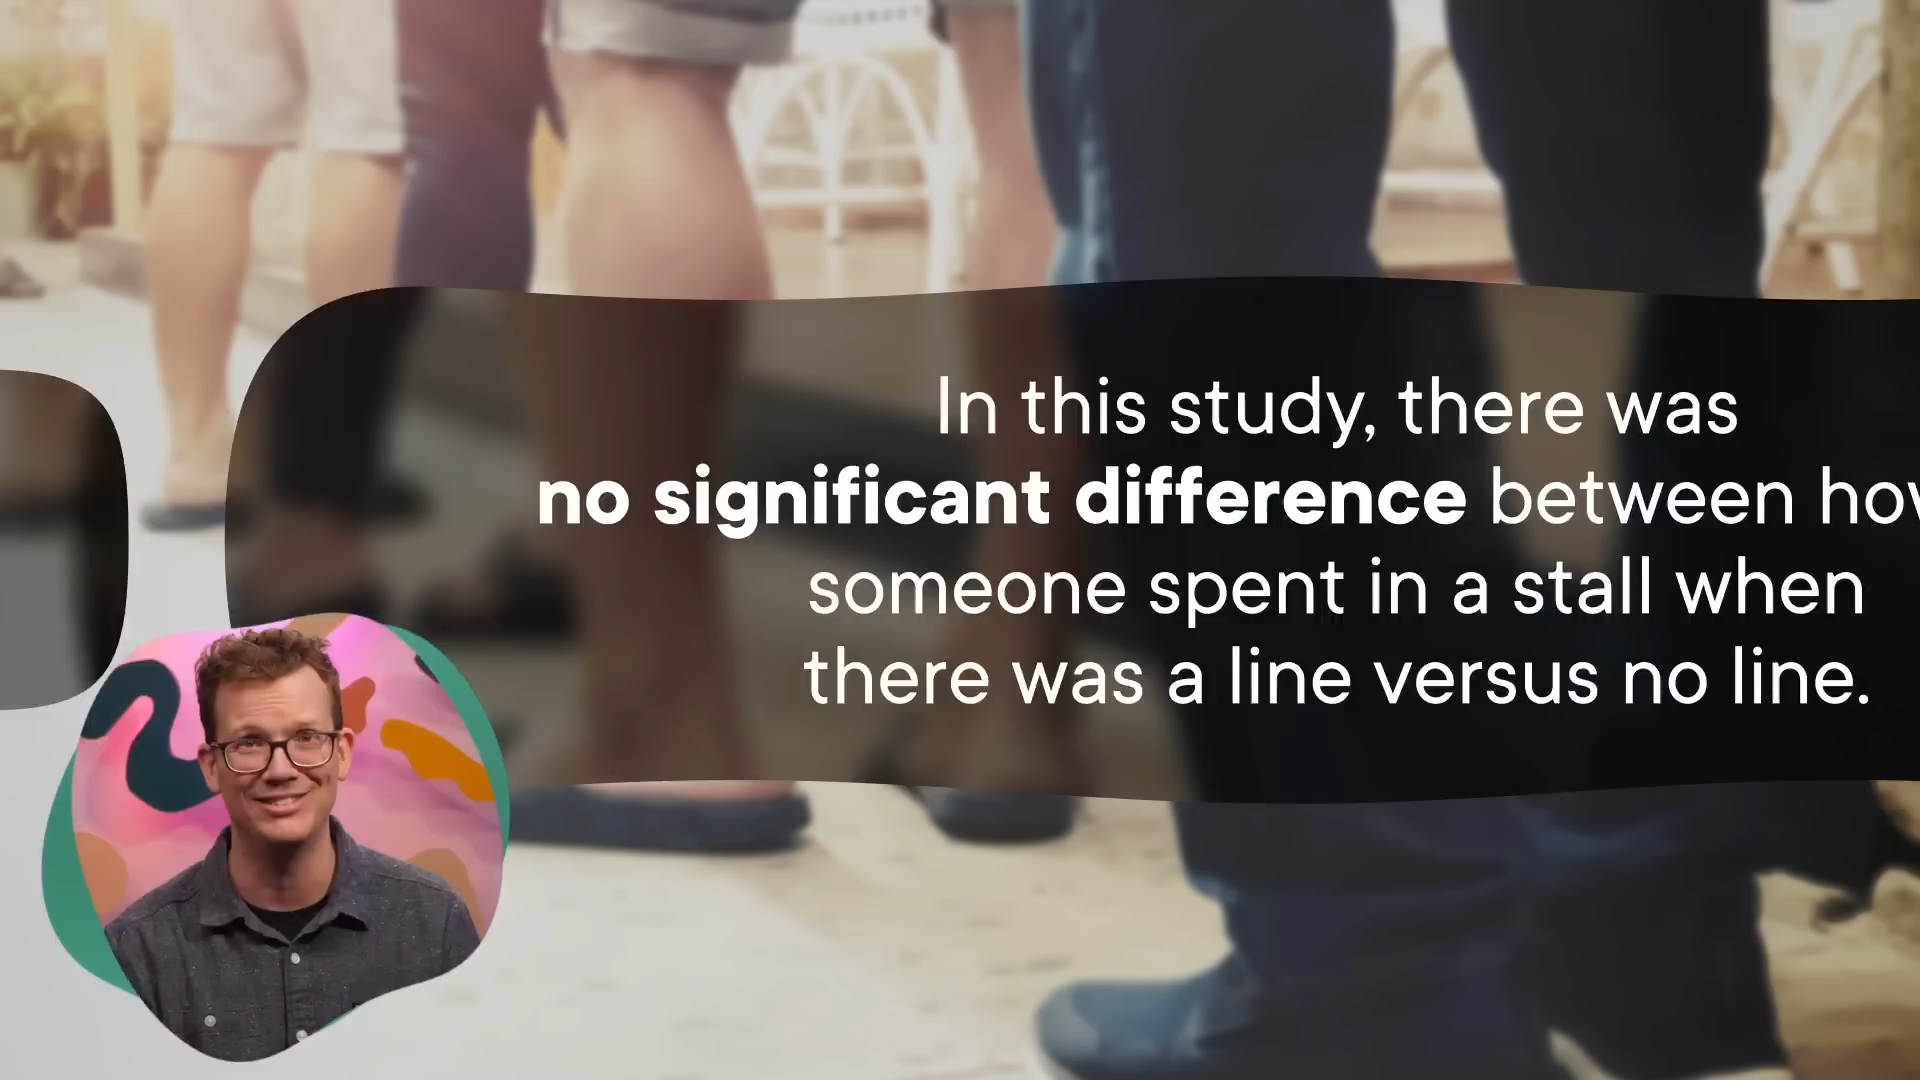 In this study, there was
no significant difference between
someone spent in a stall when
there was a line versus no line.